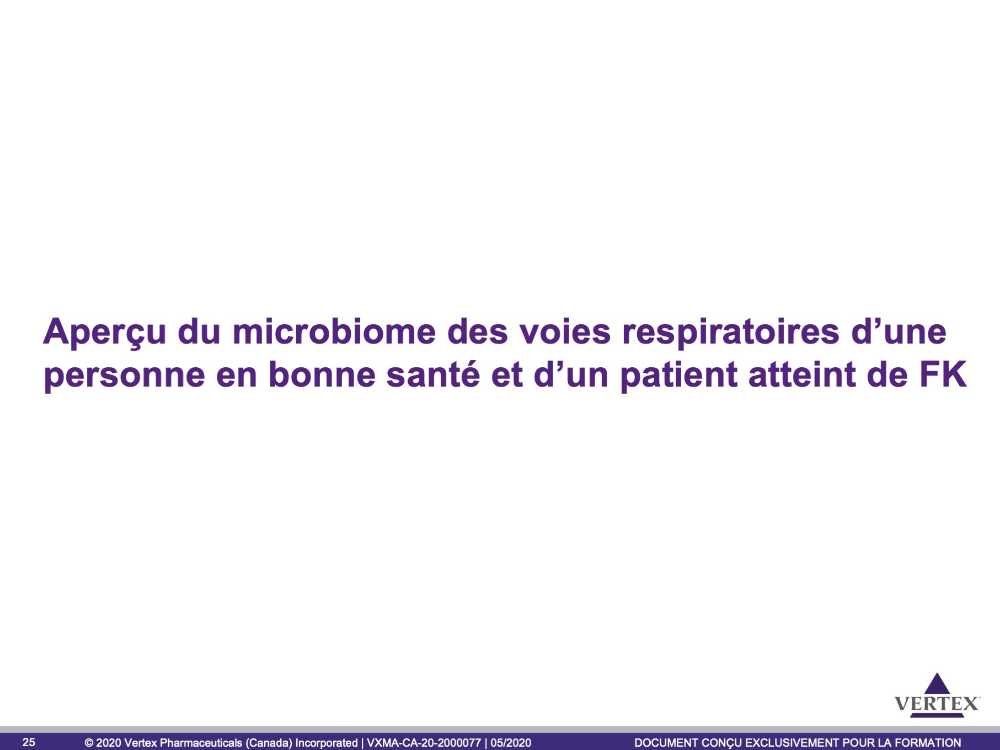 Aperçu du microbiome des voies respiratoires d’une
personne en bonne santé et d’un patient atteint de FK
VERTEX
25 © 2020 Vertex Pharmaceuticals (Canada) Incorporated | VXMA-CA-20-2000077 | 05/2020 DOCUMENT CONÇU EXCLUSIVEMENT POUR LA FORMATION